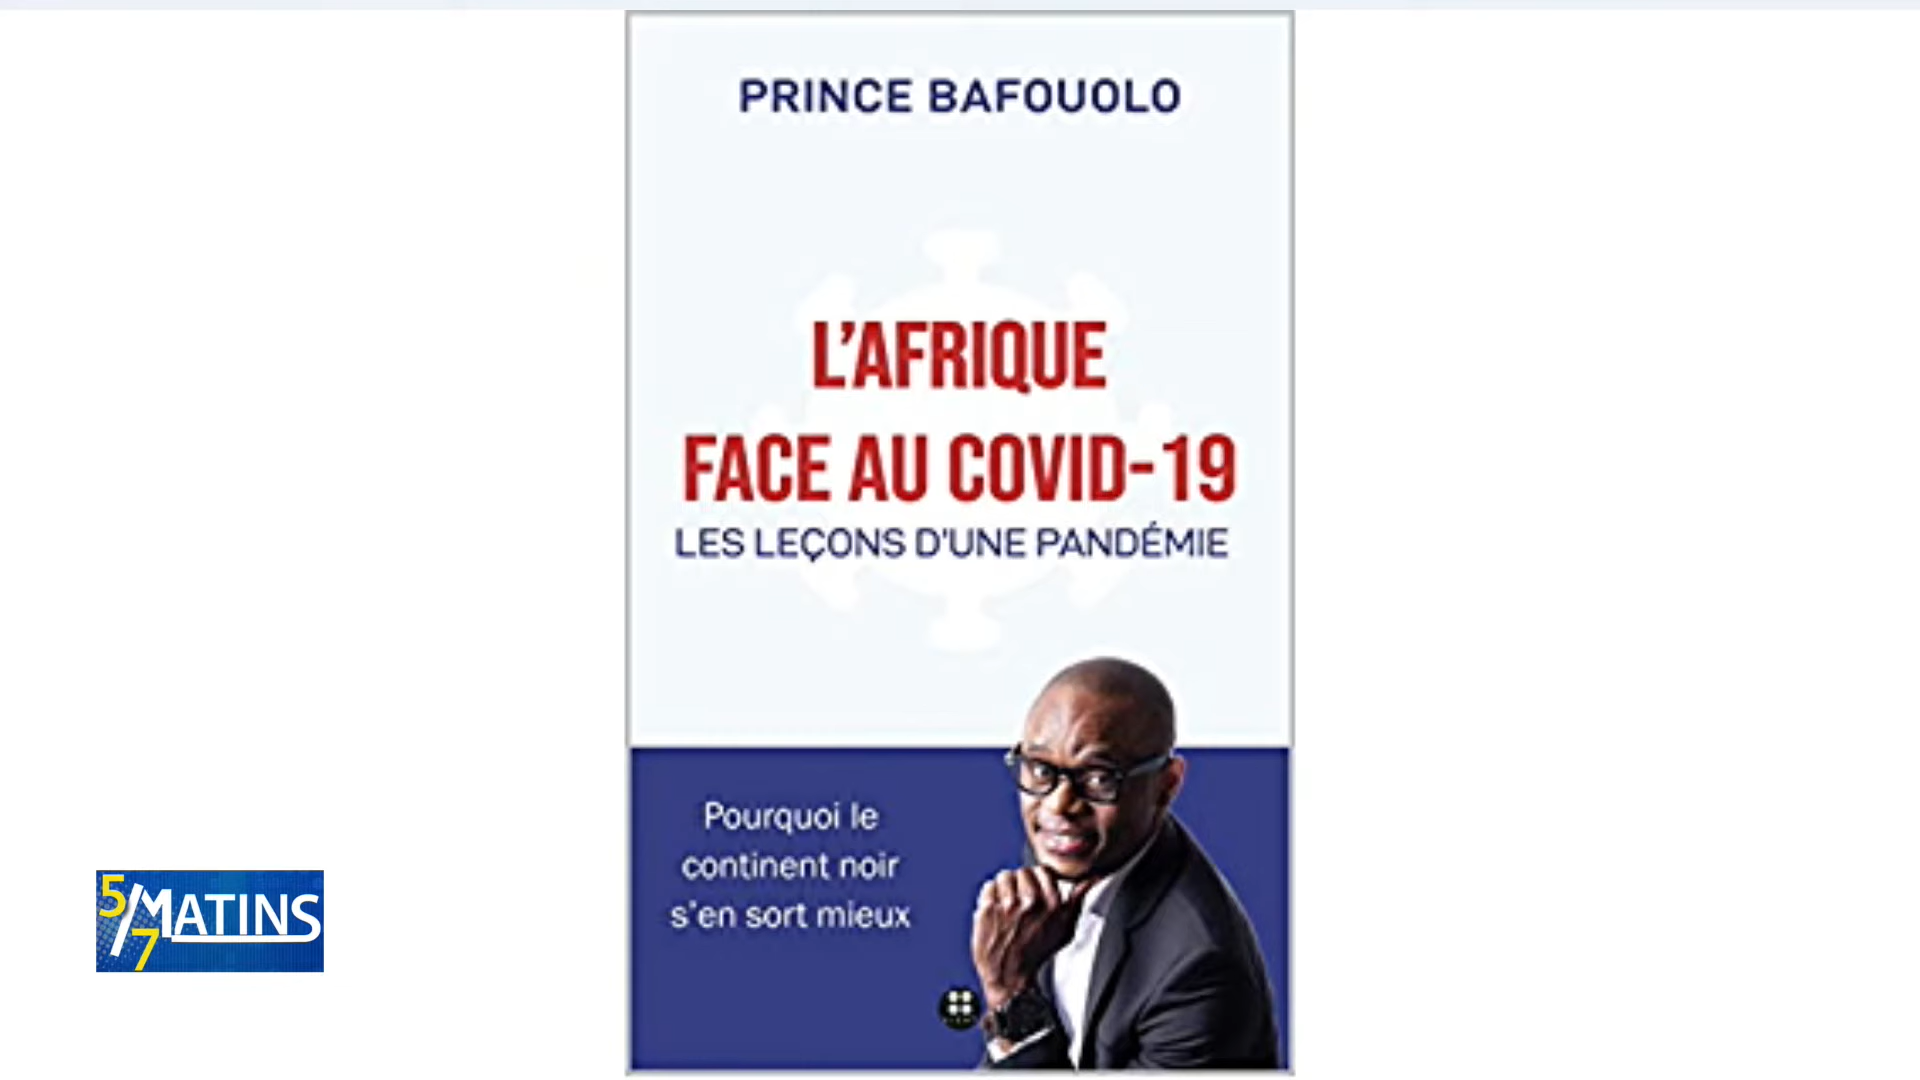 PRINCE BAFOUOLO
L'AFRIQUE
FACE AU COVID-19
LES LEÇONS D'UNE PANDÉMIE
Pourquoi le
continent noir
s'en sort mieux
5/7 MATINS